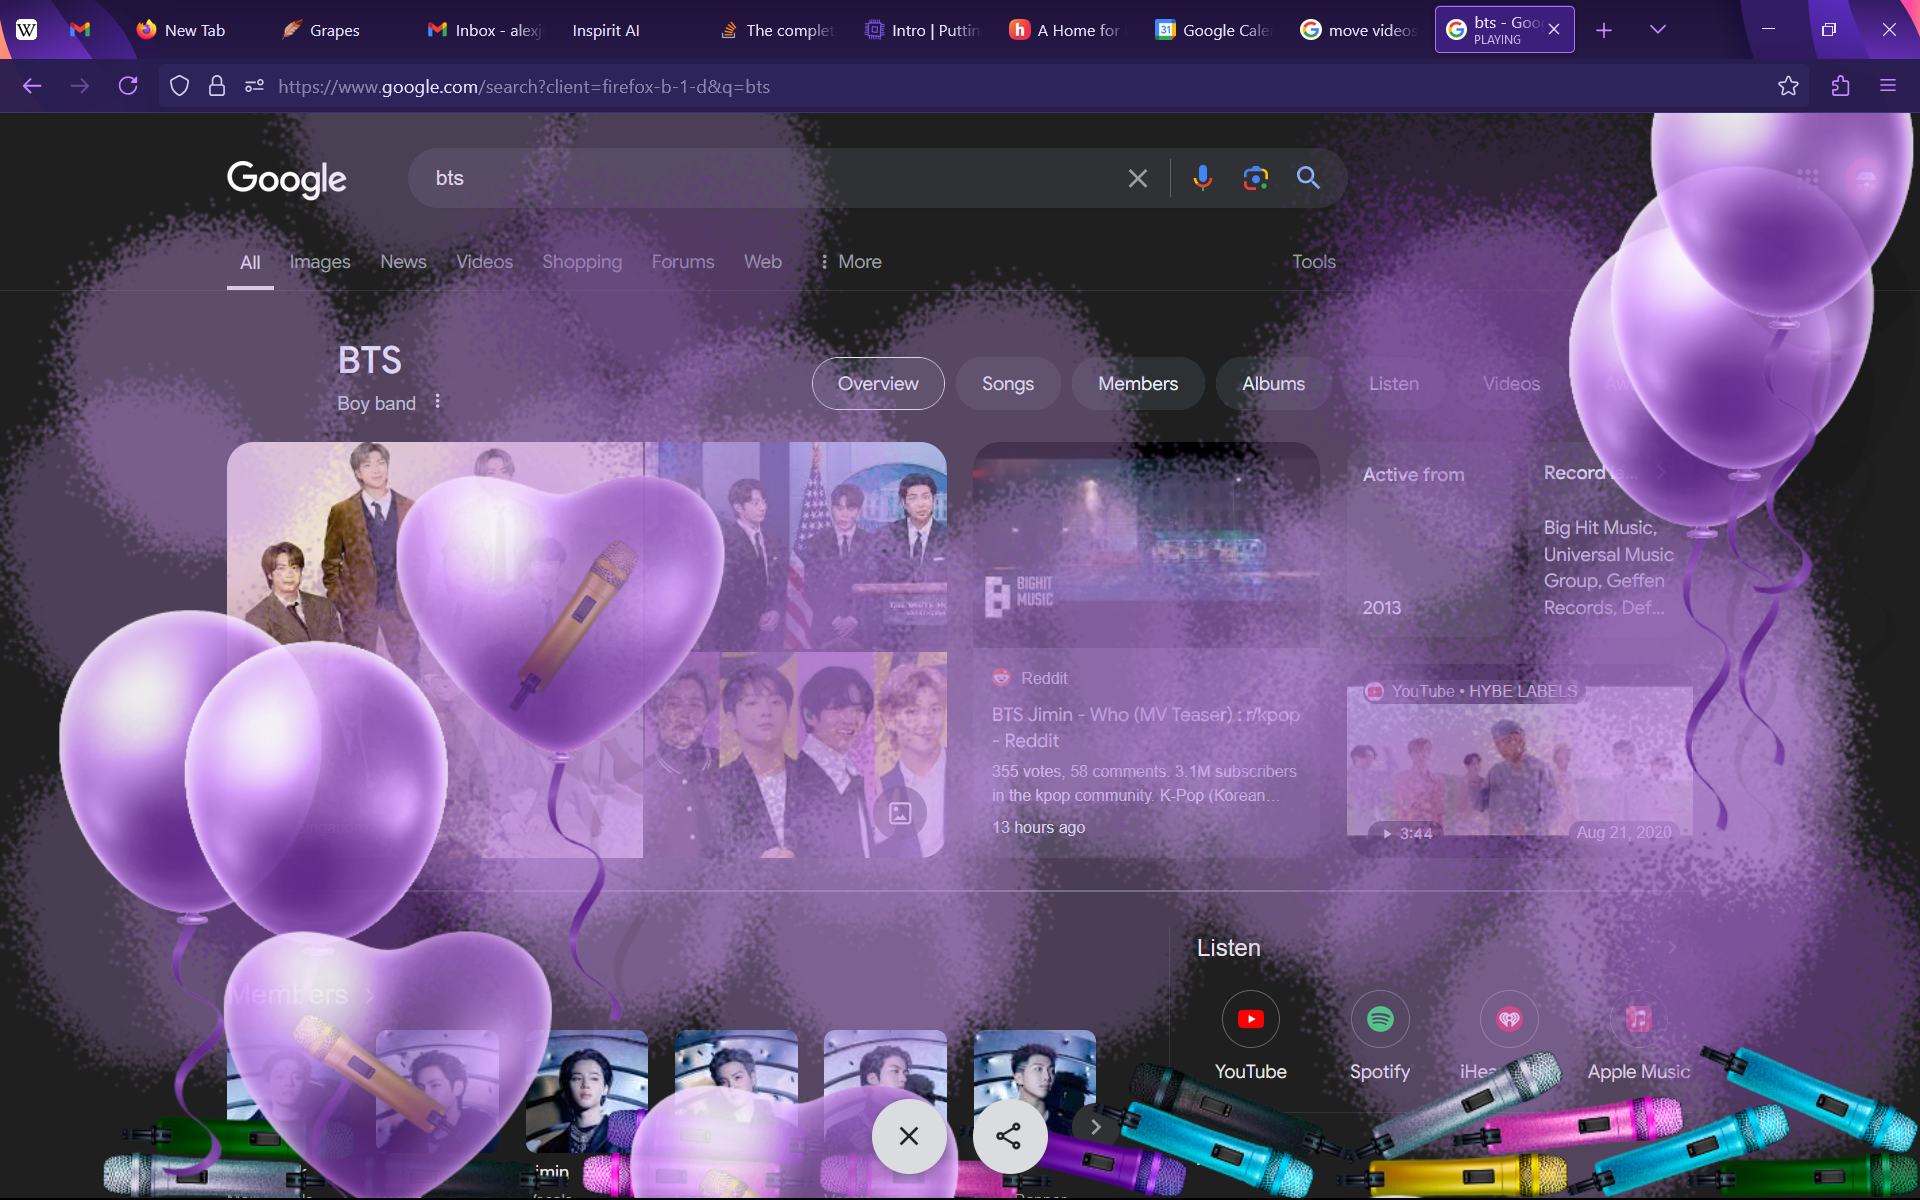 New Tab
Grapes
Inbox - alexj
Inspirit AI
The complet
Intro | Puttin
A Home for
Google Cale
move videos
bts - Goo
PLAYING
https://www.google.com/search?client=firefox-b-1-d&q=bts
Google
bts
All
Images
News
Videos
Shopping
Forums
Web
More
Tools
BTS
Boy band
Overview
Songs
Members
Albums
Listen
Videos
Active from
2013
Record
Big Hit Music,
Universal Music
Group, Geffen
Records, Def...
BIGHIT
MUSIC
Reddit
BTS Jimin - Who (MV Teaser) : r/kpop
- Reddit
355 votes, 58 comments. 3.1M subscribers
in the kpop community. K-Pop (Korean...
13 hours ago
YouTube • HYBE LABELS
3:44
Aug 21, 2020
Members
Listen
YouTube
Spotify
iHea
Apple Music
imin